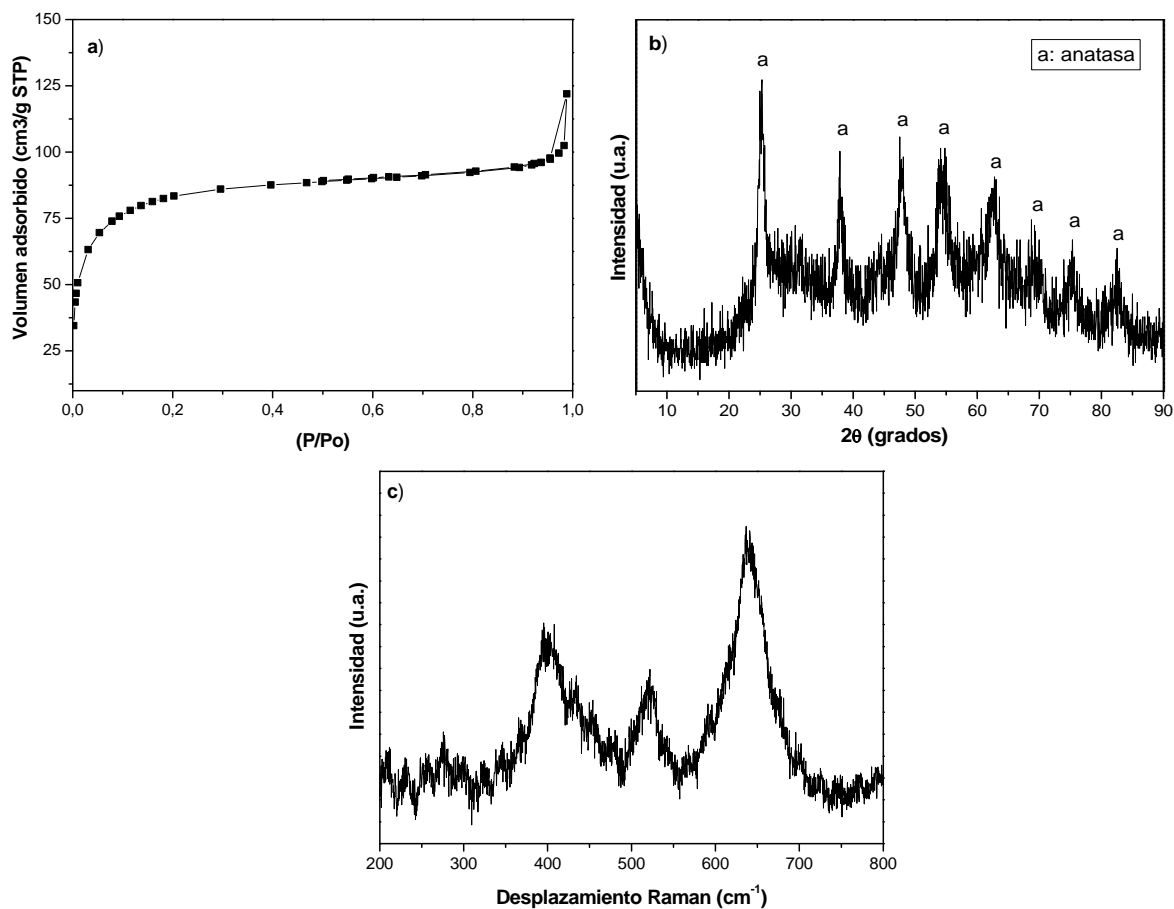 a)
Volumen adsorbido (cm3/g STP)
150
125
100
75
50
25
0,0 0,2 0,4 0,6 0,8 1,0
(P/Po)
b)
a: anatasa
a a a a a a a a
Intensidad (u.a.)
10 20 30 40 50 60 70 80 90
2θ (grados)
c)
Intensidad (u.a.)
200 300 400 500 600 700 800
Desplazamiento Raman (cm⁻¹)